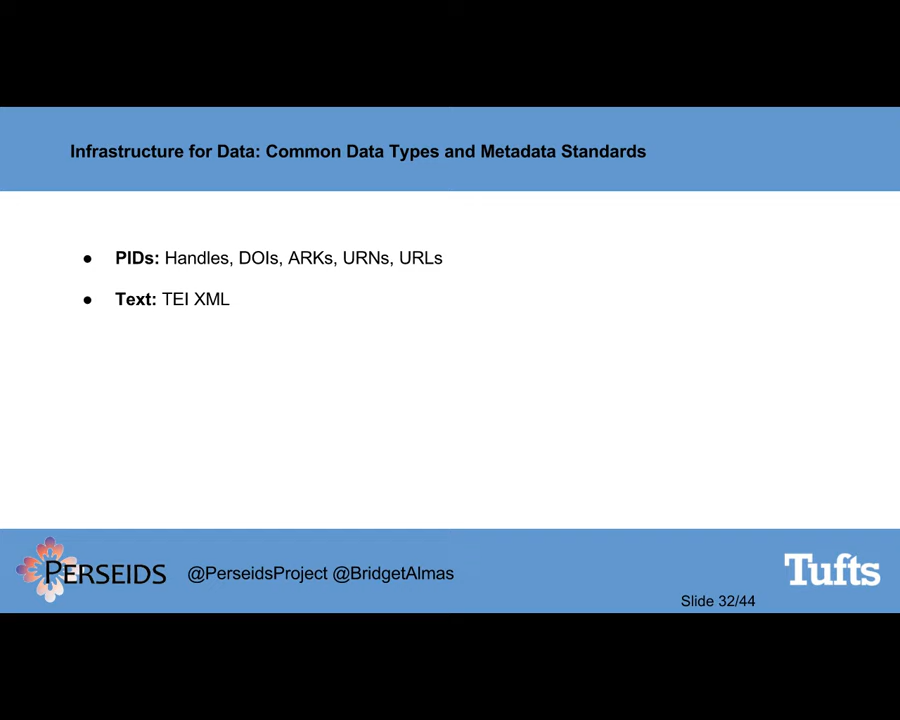 Infrastructure for Data: Common Data Types and Metadata Standards
● PIDs: Handles, DOIs, ARKs, URNs, URLs
● Text: TEI XML
PERSEIDS
@PerseidsProject @BridgetAlmas
Tufts
Slide 32/44